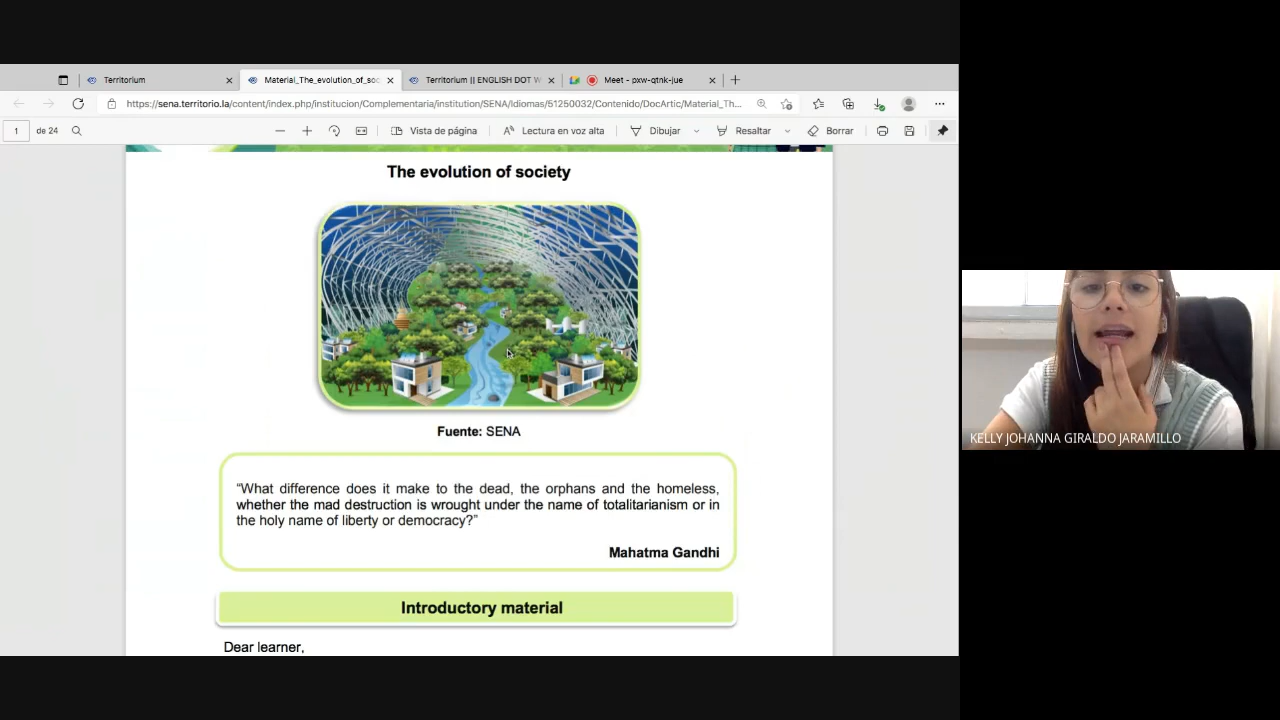 Territorium
Material_The_evolution_of_soc
Territorium || ENGLISH DOT W
Meet - pxw-qtnk-jue
https://sena.territorio.la/content/index.php/institucion/Complementaria/institution/SENA/Idiomas/51250032/Contenido/DocArtic/Material_Th...
1 de 24
Vista de página
Lectura en voz alta
Dibujar
Resaltar
Borrar
The evolution of society
Fuente: SENA
“What difference does it make to the dead, the orphans and the homeless,
whether the mad destruction is wrought under the name of totalitarianism or in
the holy name of liberty or democracy?”
Mahatma Gandhi
Introductory material
Dear learner,
KELLY JOHANNA GIRALDO JARAMILLO